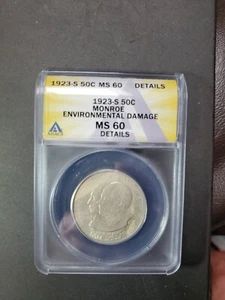 1923-S 50C MS 60 DETAILS
1923-S 50C
MONROE
ENVIRONMENTAL DAMAGE
MS 60
DETAILS